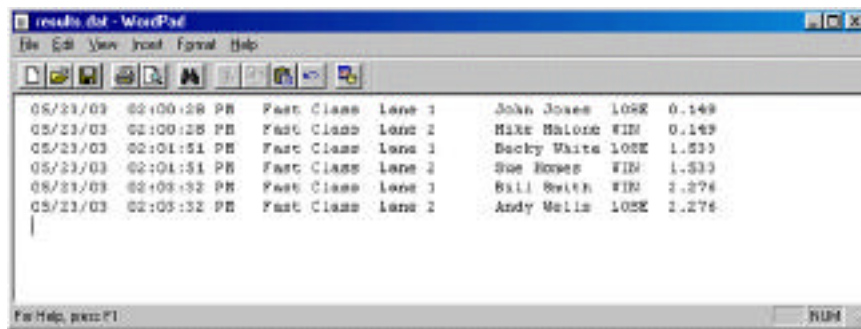 results.dat - WordPad
File Edit View Insert Format Help
05/23/03 02:00:28 PM Fast Class Lane 1 John Jones LOSE 0.149
05/23/03 02:00:28 PM Fast Class Lane 2 Mike Malone WIN 0.149
05/23/03 02:01:51 PM Fast Class Lane 1 Becky White LOSE 1.533
05/23/03 02:01:51 PM Fast Class Lane 2 Sue Homes WIN 1.533
05/23/03 02:03:32 PM Fast Class Lane 1 Bill Smith WIN 2.276
05/23/03 02:03:32 PM Fast Class Lane 2 Andy Wells LOSE 2.276
For Help, press F1
NUM